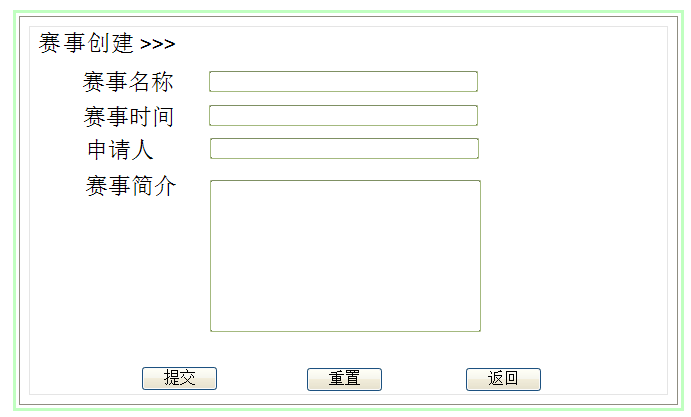 赛事创建 >>>
赛事名称
赛事时间
申请人
赛事简介
提交 重置 返回